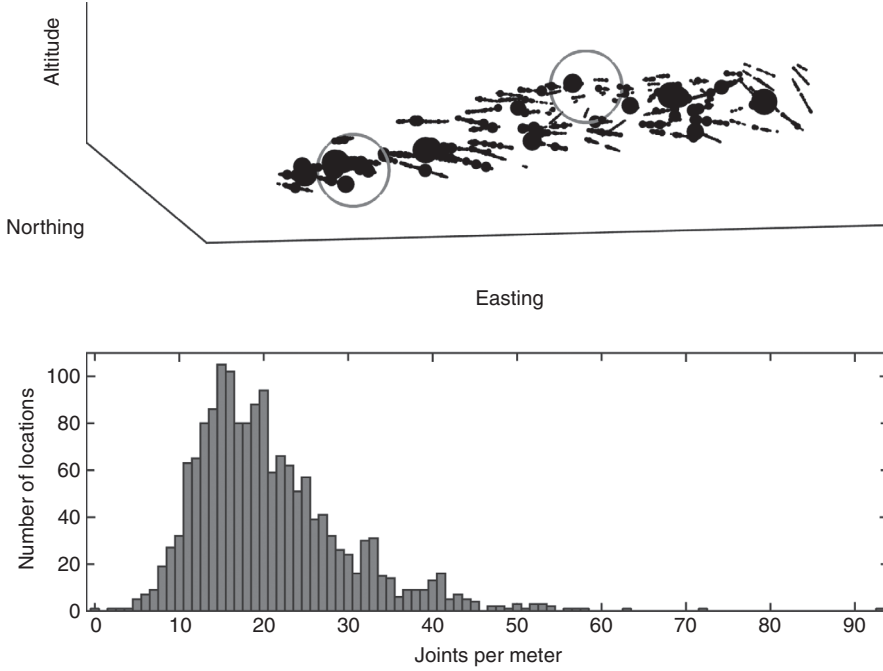 Altitude
Northing
Easting
Number of locations
100
80
60
40
20
0
0 10 20 30 40 50 60 70 80 90
Joints per meter